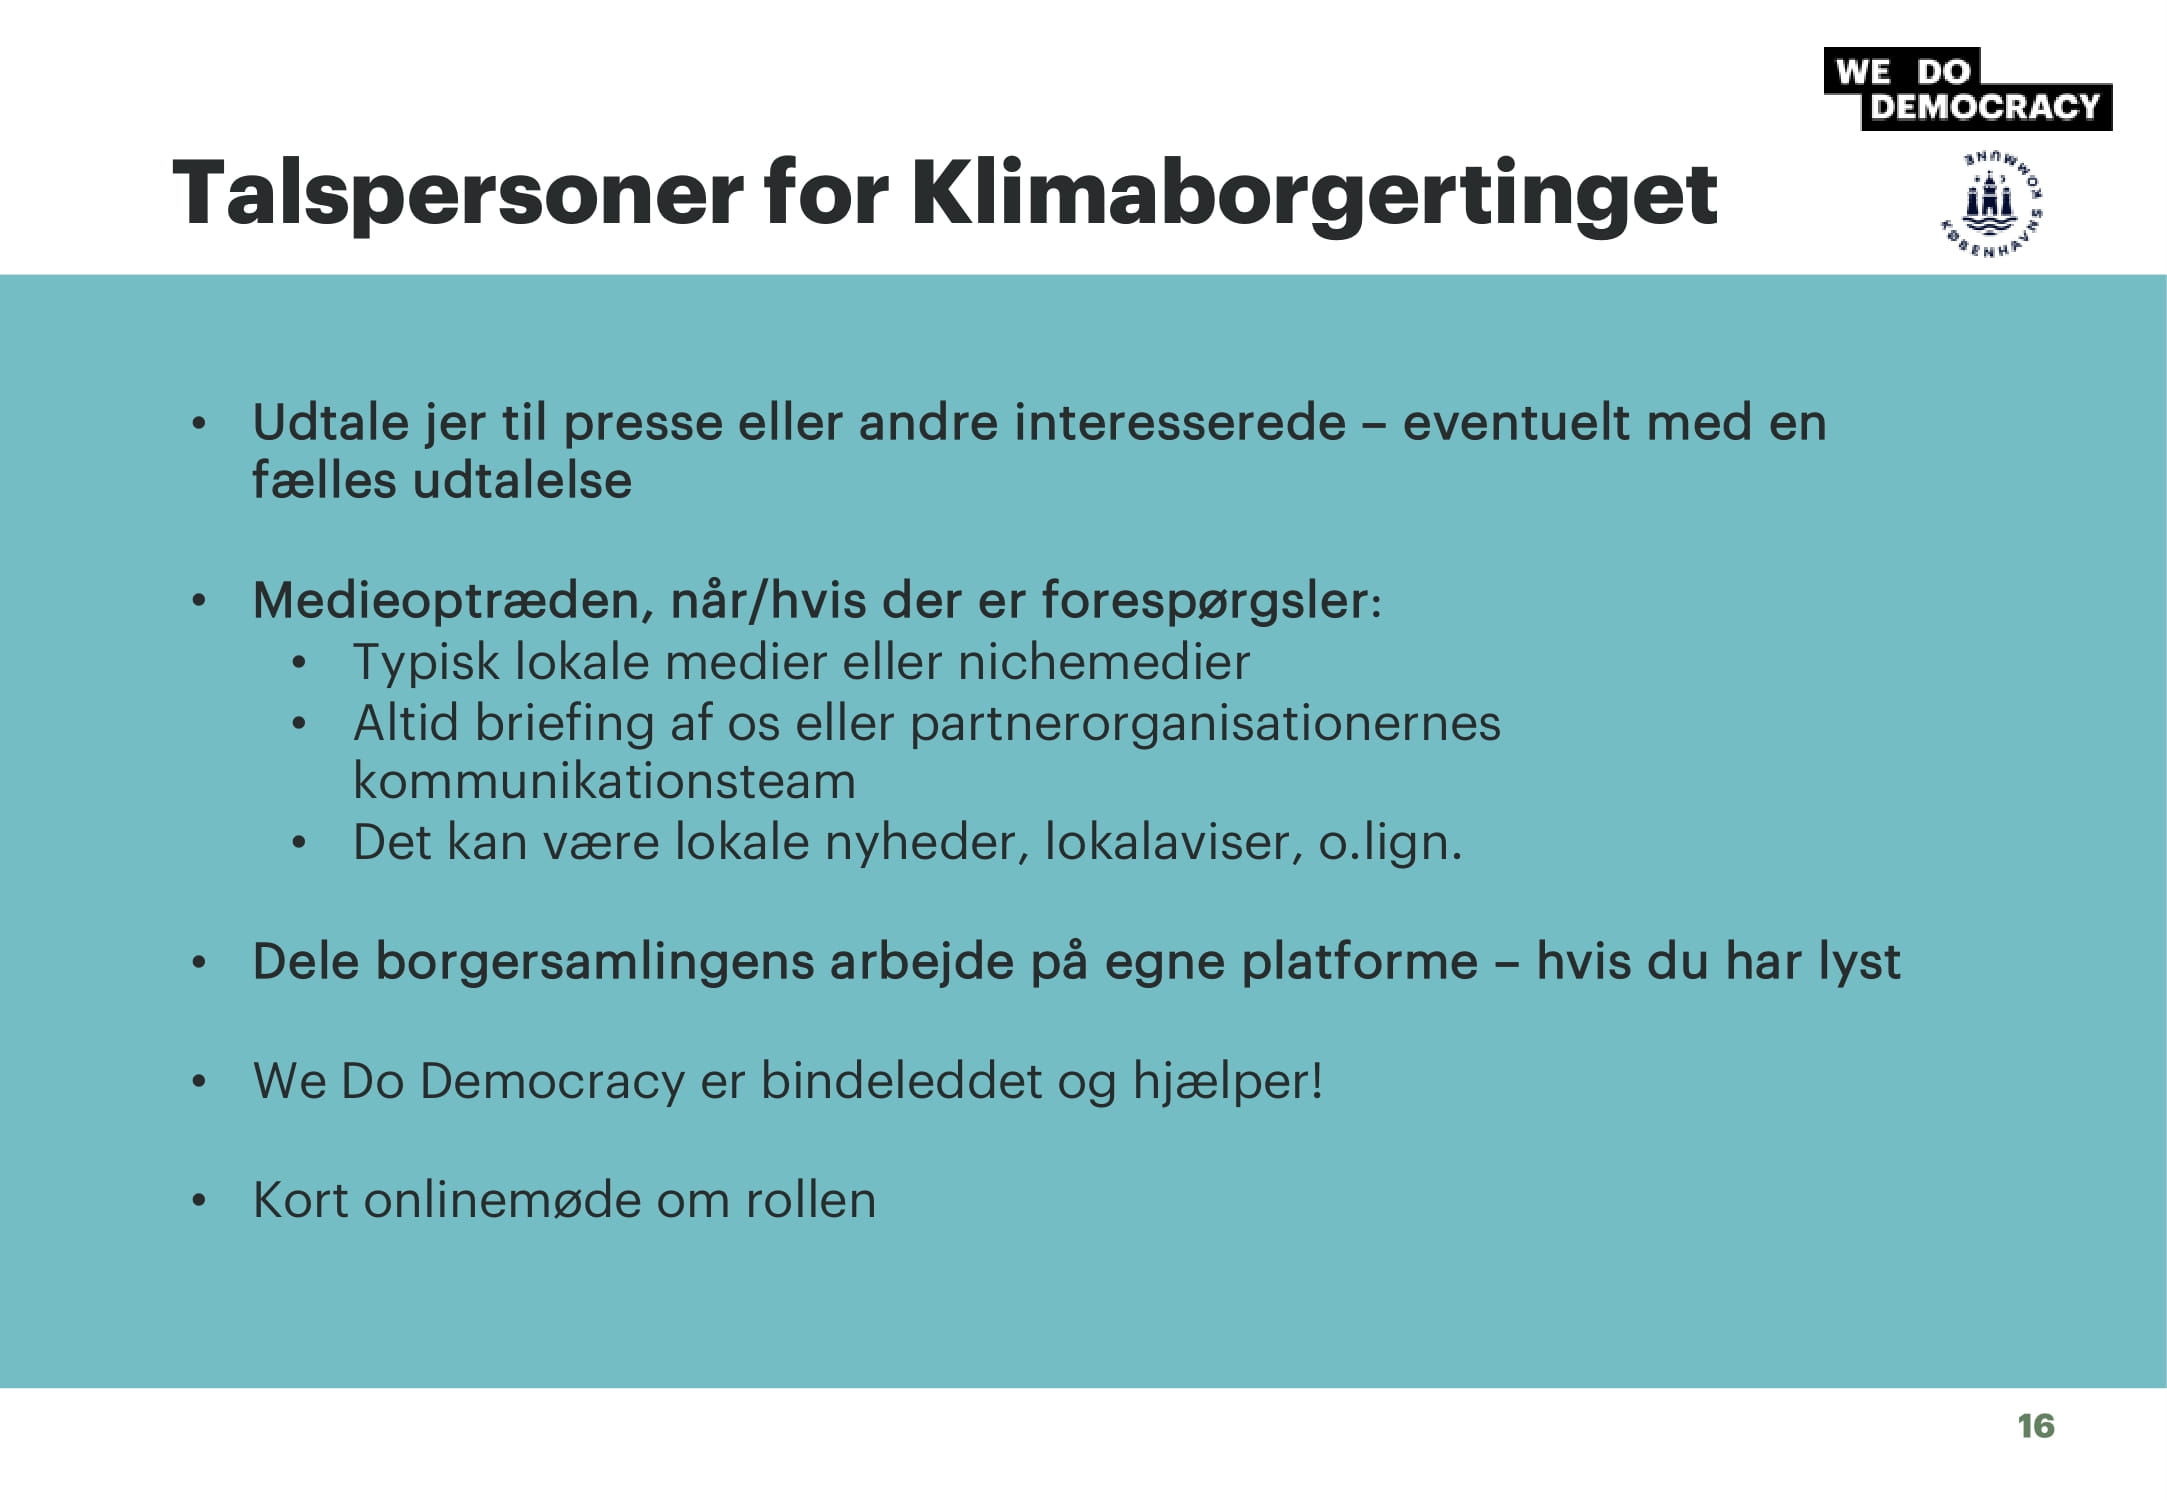 WE DO
DEMOCRACY
Talspersoner for Klimaborgertinget
KØBENHAVNS KOMMUNE
• Udtale jer til presse eller andre interesserede – eventuelt med en
fælles udtalelse
• Medieoptræden, når/hvis der er forespørgsler:
• Typisk lokale medier eller nichemedier
• Altid briefing af os eller partnerorganisationernes
kommunikationsteam
• Det kan være lokale nyheder, lokalaviser, o.lign.
• Dele borgersamlingens arbejde på egne platforme – hvis du har lyst
• We Do Democracy er bindeleddet og hjælper!
• Kort onlinemøde om rollen
16